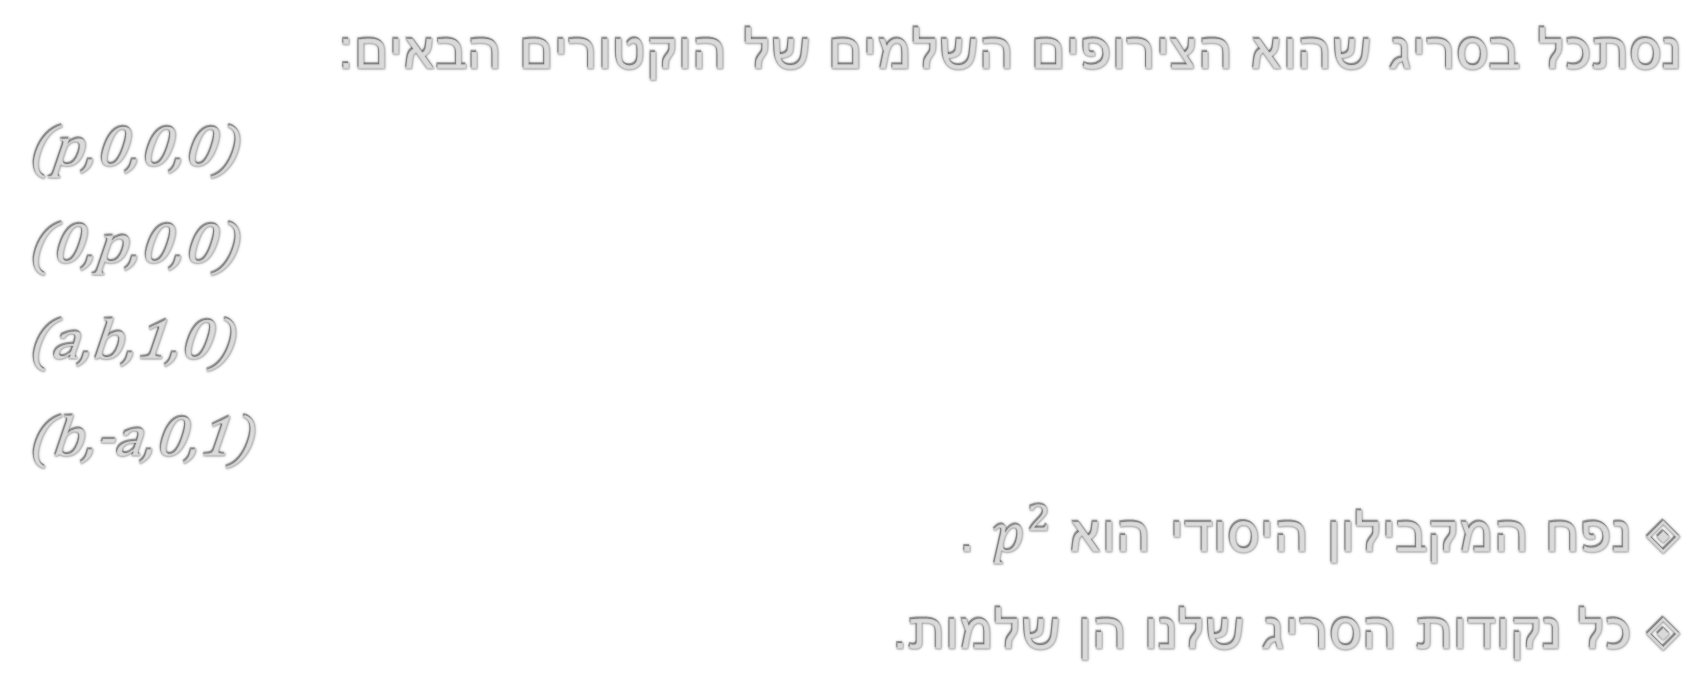 נסתכל בסריג שהוא הצירופים השלמים של הוקטורים הבאים:
(p,0,0,0)
(0,p,0,0)
(a,b,1,0)
(b,-a,0,1)
◈ נפח המקבילון היסודי הוא p² .
◈ כל נקודות הסריג שלנו הן שלמות.